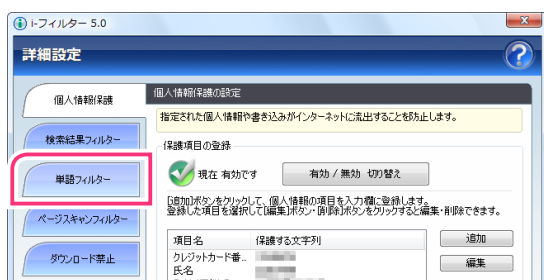 i-フィルター 5.0
詳細設定
個人情報保護
検索結果フィルター
単語フィルター
ページスキャンフィルター
ダウンロード禁止
個人情報保護の設定
指定された個人情報や書き込みがインターネットに流出することを防止します。
保護項目の登録
現在 有効です
有効 / 無効 切り替え
[追加]ボタンをクリックして、個人情報の項目を入力欄に登録します。
登録した項目を選択して[編集]ボタン・[削除]ボタンをクリックすると編集・削除できます。
項目名 保護する文字列
クレジットカード番...
氏名
追加
編集